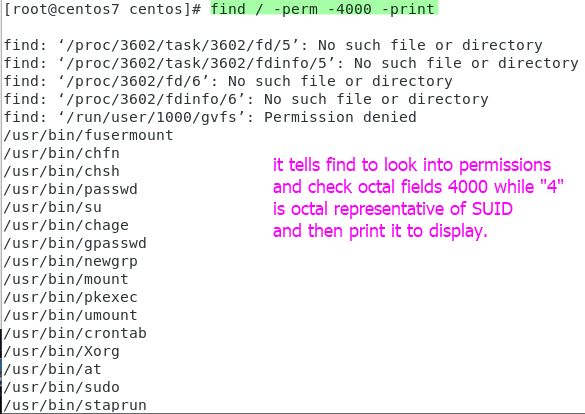 [root@centos7 centos]# find / -perm -4000 -print
find: ‘/proc/3602/task/3602/fd/5’: No such file or directory
find: ‘/proc/3602/task/3602/fdinfo/5’: No such file or directory
find: ‘/proc/3602/fd/6’: No such file or directory
find: ‘/proc/3602/fdinfo/6’: No such file or directory
find: ‘/run/user/1000/gvfs’: Permission denied
/usr/bin/fusermount
/usr/bin/chfn
/usr/bin/chsh
/usr/bin/passwd
/usr/bin/su
/usr/bin/chage
/usr/bin/gpasswd
/usr/bin/newgrp
/usr/bin/mount
/usr/bin/pkexec
/usr/bin/umount
/usr/bin/crontab
/usr/bin/Xorg
/usr/bin/at
/usr/bin/sudo
/usr/bin/staprun
it tells find to look into permissions
and check octal fields 4000 while "4"
is octal representative of SUID
and then print it to display.